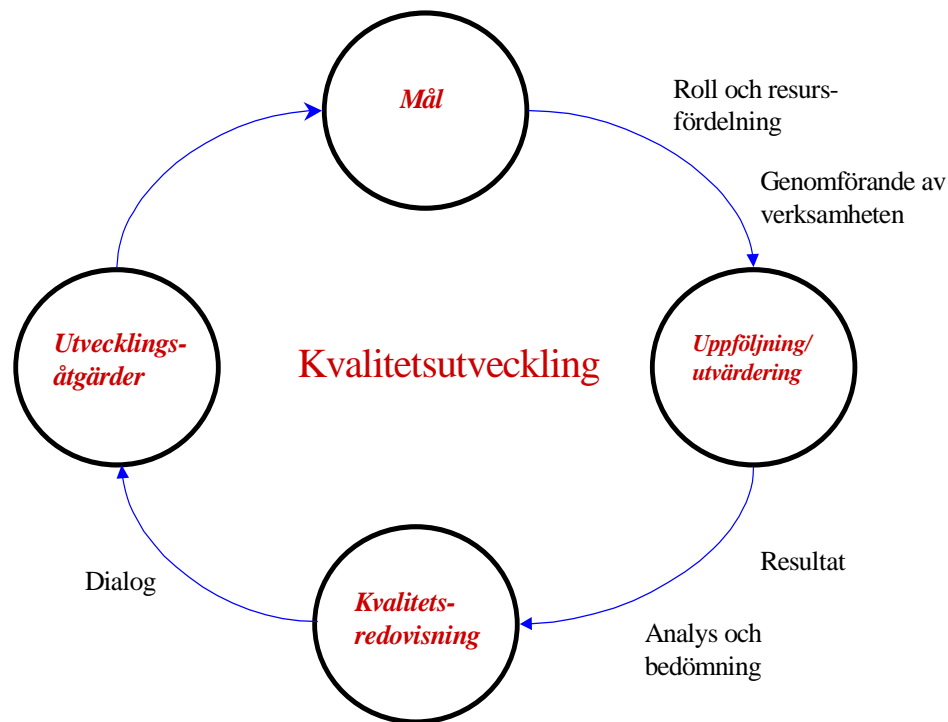 Mål
Roll och resurs-
fördelning
Genomförande av
verksamheten
Utvecklings-
åtgärder
Kvalitetsutveckling
Uppföljning/
utvärdering
Resultat
Dialog
Kvalitets-
redovisning
Analys och
bedömning